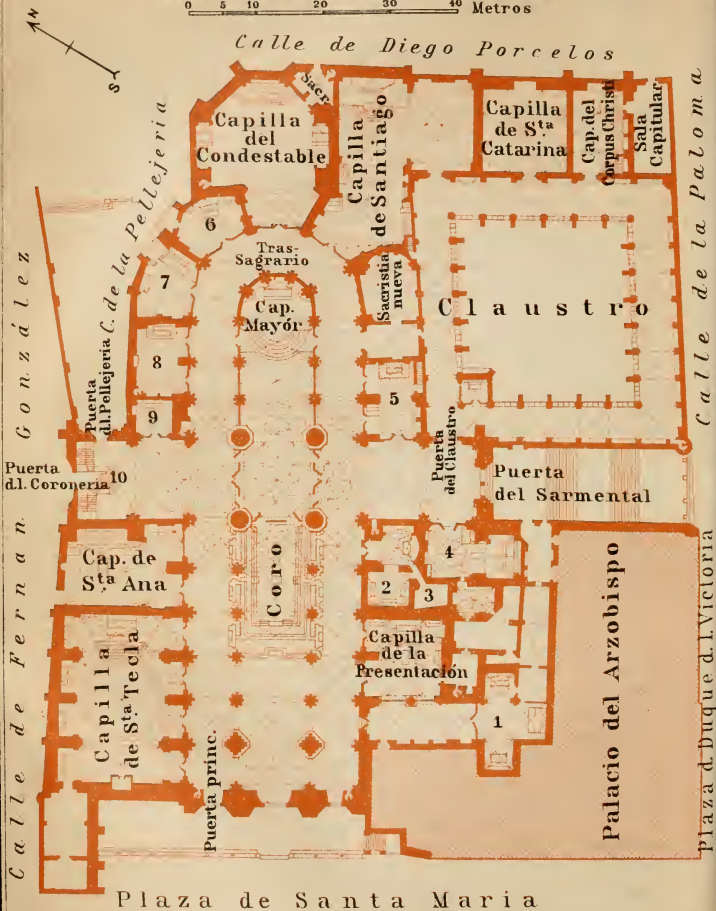 0 5 10 20 30 40 Metros
N
S
Calle de Diego Porcelos
Sacr.
Capilla
del
Condestable
Capilla
de Santiago
Capilla
de Sta
Catarina
Cap. del
Corpus Christi
Sala
Capitular
C. de la Pellejeria
Calle de la Paloma
6
Tras-
Sagrario
7
Cap.
Mayór
Sacristia
nueva
Claustro
8
5
9
Puerta
d.l. Pellejeria
Puerta
del Claustro
Puerta
d.l. Coroneria
10
Puerta
del Sarmental
Calle de Fernan González
Cap. de
Sta Ana
Coro
4
2
3
Capilla
de la
Presentación
Capilla
de Sta Tecla
1
Palacio del Arzobispo
Plaza d. Duque d.l. Victoria
Puerta princ.
Plaza de Santa Maria